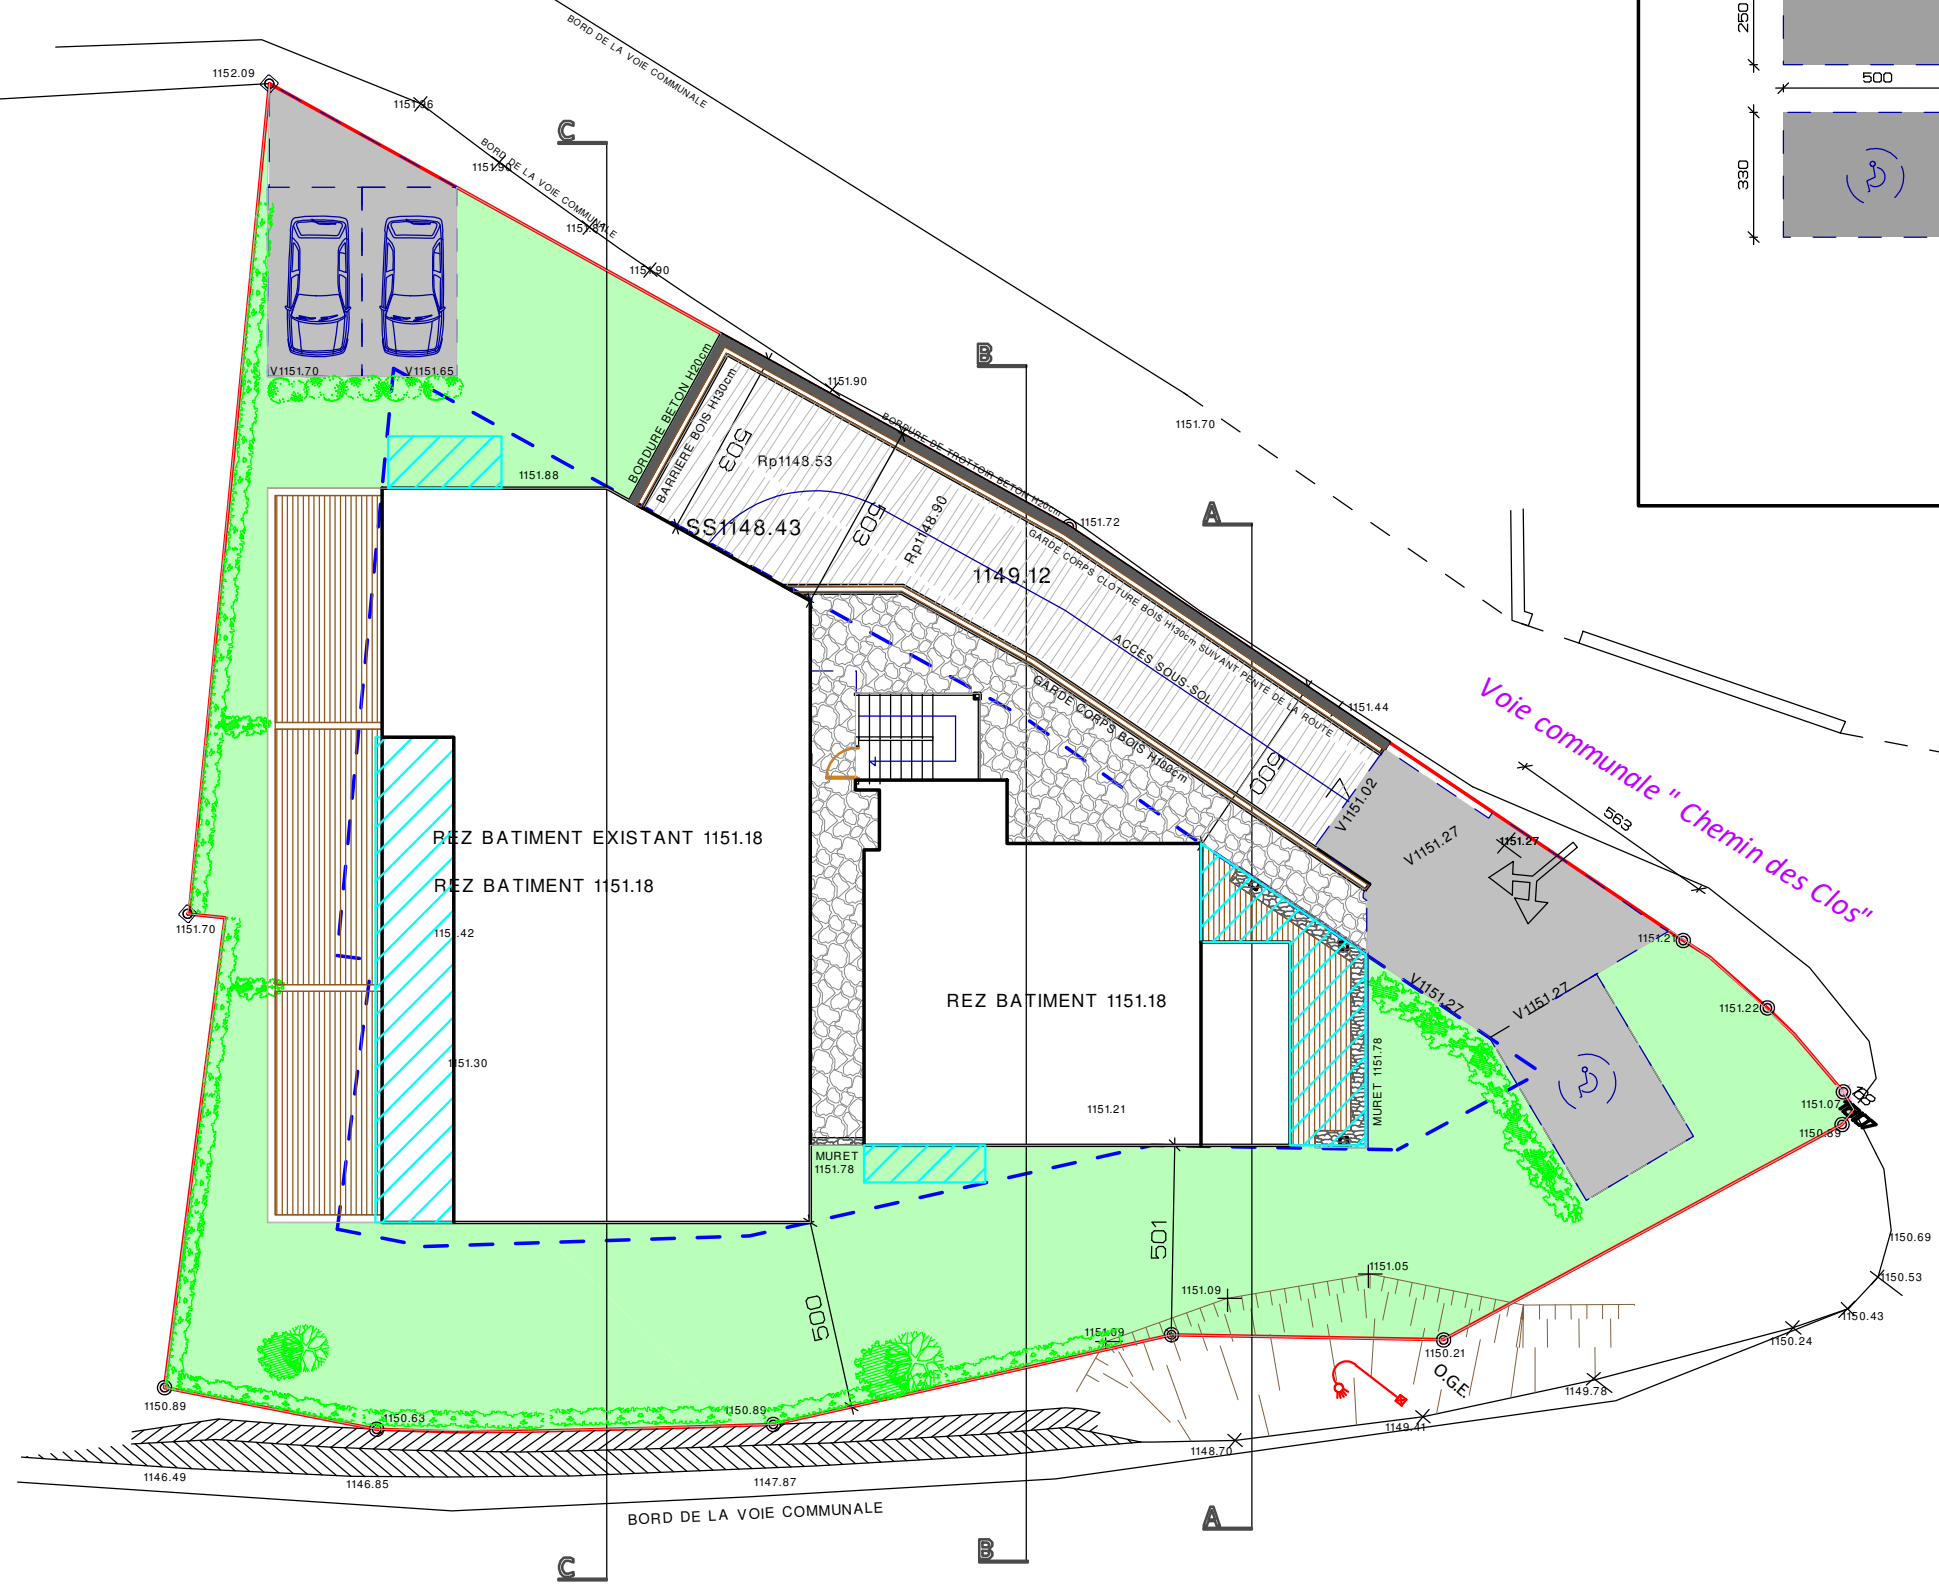 BORD DE LA VOIE COMMUNALE
250
500
330
1152.09
1151.96
C
BORD DE LA VOIE COMMUNALE
1151.90
1151.90
V1151.70
V1151.65
B
1151.90
1151.70
BORDURE BETON H20cm
BARRIERE BOIS H130cm
BORDURE DE TROTTOIR BETON H20cm
503
Rp1148.53
1151.88
SS1148.43
503
Rp1148.90
1151.72
A
GARDE CORPS CLOTURE BOIS H130cm SUIVANT PENTE DE LA ROUTE
1149.12
ACCES SOUS-SOL
GARDE CORPS BOIS H100cm
1151.44
Voie communale " Chemin des Clos"
500
V1151.02
563
V1151.27
1151.27
REZ BATIMENT EXISTANT 1151.18
REZ BATIMENT 1151.18
1151.70
1151.42
1151.21
V1151.27
V1151.27
REZ BATIMENT 1151.18
1151.22
1151.30
MURET 1151.78
1151.21
1151.07
1150.89
MURET
1151.78
501
500
1151.05
1151.09
1151.09
1150.69
1150.53
1150.43
1150.24
1150.21
O.G.E.
1149.78
1150.89
1150.63
1150.89
1149.41
1148.70
1146.49
1146.85
1147.87
BORD DE LA VOIE COMMUNALE
A
B
C